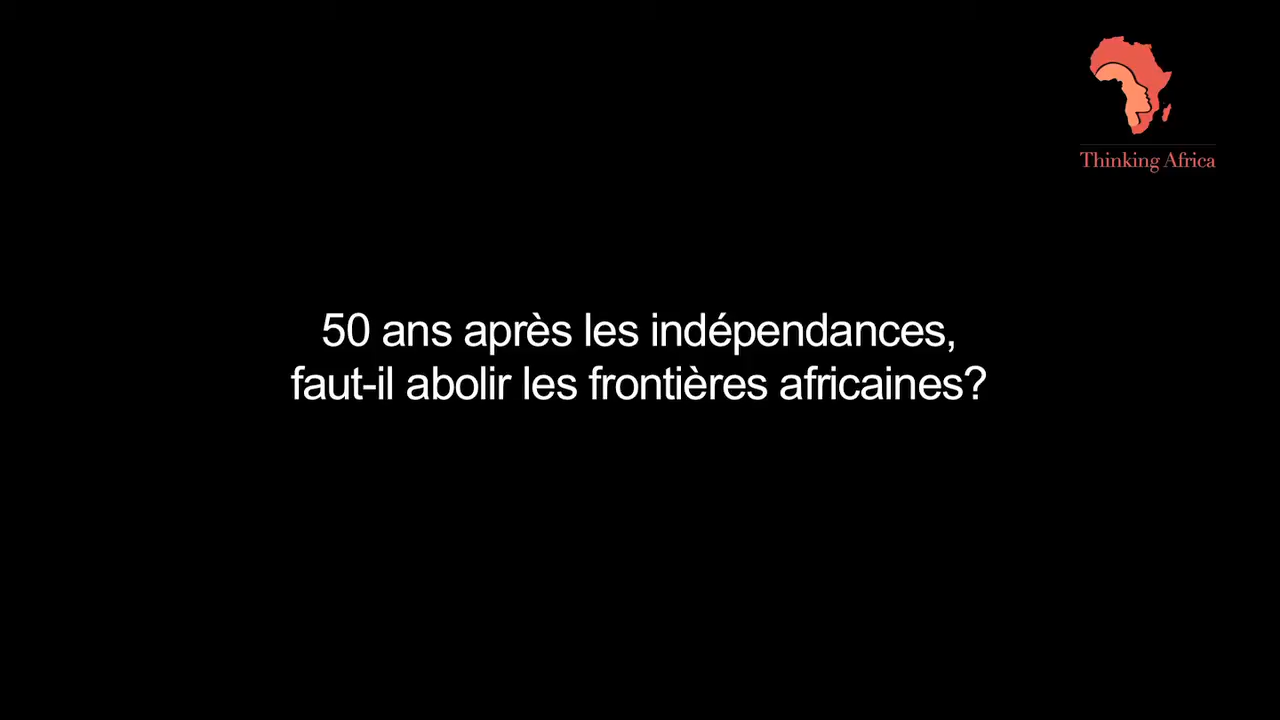 Thinking Africa
50 ans après les indépendances,
faut-il abolir les frontières africaines?